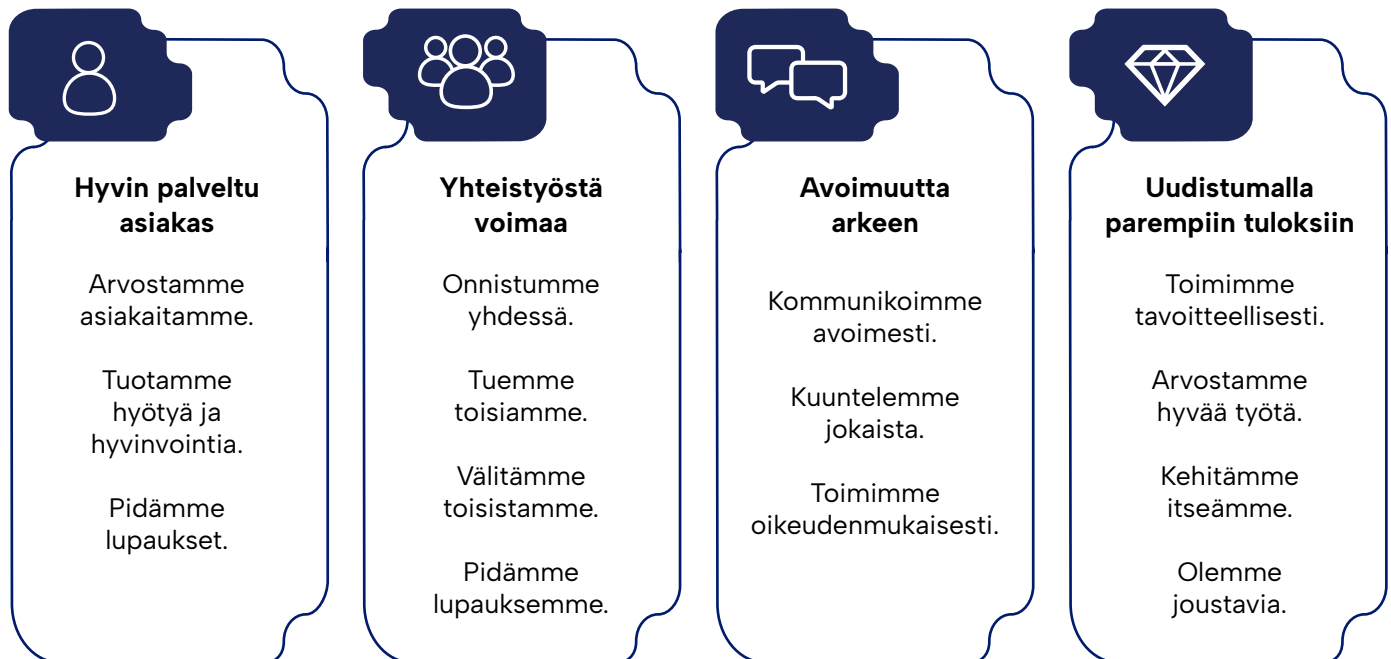 Hyvin palveltu
asiakas
Arvostamme
asiakaitamme.
Tuotamme
hyötyä ja
hyvinvointia.
Pidämme
lupaukset.
Yhteistyöstä
voimaa
Onnistumme
yhdessä.
Tuemme
toisiamme.
Välitämme
toisistamme.
Pidämme
lupauksemme.
Avoimuutta
arkeen
Kommunikoimme
avoimesti.
Kuuntelemme
jokaista.
Toimimme
oikeudenmukaisesti.
Uudistumalla
parempiin tuloksiin
Toimimme
tavoitteellisesti.
Arvostamme
hyvää työtä.
Kehitämme
itseämme.
Olemme
joustavia.